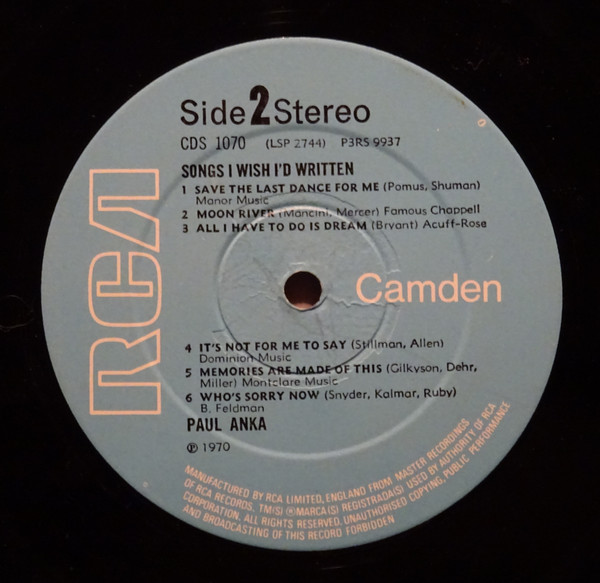 Side 2 Stereo
CDS 1070 (LSP 2744) P3RS 9937
SONGS I WISH I'D WRITTEN
1 SAVE THE LAST DANCE FOR ME (Pomus, Shuman)
Manor Music
2 MOON RIVER (Mancini, Mercer) Famous Chappell
3 ALL I HAVE TO DO IS DREAM (Bryant) Acuff-Rose
RCA
Camden
4 IT'S NOT FOR ME TO SAY (Stillman, Allen)
Dominion Music
5 MEMORIES ARE MADE OF THIS (Gilkyson, Dehr,
Miller) Montclare Music
6 WHO'S SORRY NOW (Snyder, Kalmar, Ruby)
B. Feldman
PAUL ANKA
℗ 1970
MANUFACTURED BY RCA LIMITED, ENGLAND FROM MASTER RECORDINGS
OF RCA RECORDS. TM(S) ® MARCA(S) REGISTRADA(S) USED BY AUTHORITY OF RCA
CORPORATION. ALL RIGHTS RESERVED. UNAUTHORISED COPYING, PUBLIC PERFORMANCE
AND BROADCASTING OF THIS RECORD FORBIDDEN